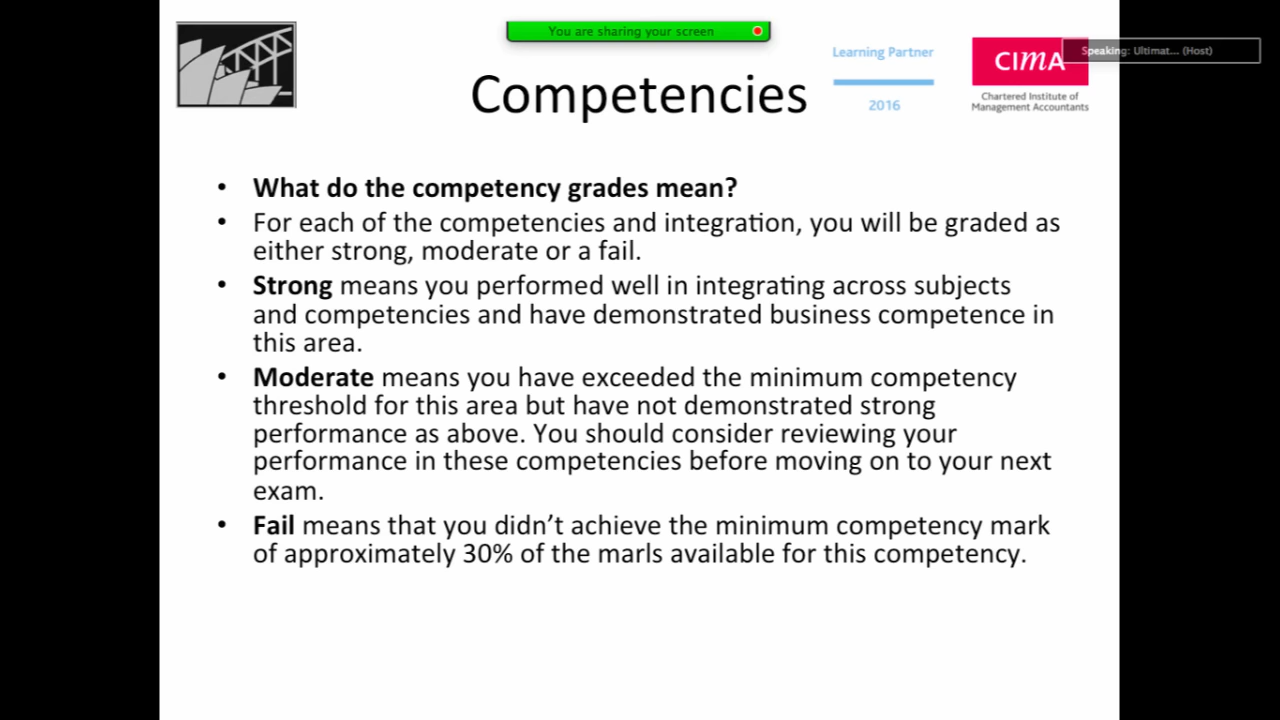 You are sharing your screen
Learning Partner
2016
CIMA
Chartered Institute of
Management Accountants
Speaking: Ultimat... (Host)
Competencies
• What do the competency grades mean?
• For each of the competencies and integration, you will be graded as
either strong, moderate or a fail.
• Strong means you performed well in integrating across subjects
and competencies and have demonstrated business competence in
this area.
• Moderate means you have exceeded the minimum competency
threshold for this area but have not demonstrated strong
performance as above. You should consider reviewing your
performance in these competencies before moving on to your next
exam.
• Fail means that you didn’t achieve the minimum competency mark
of approximately 30% of the marls available for this competency.